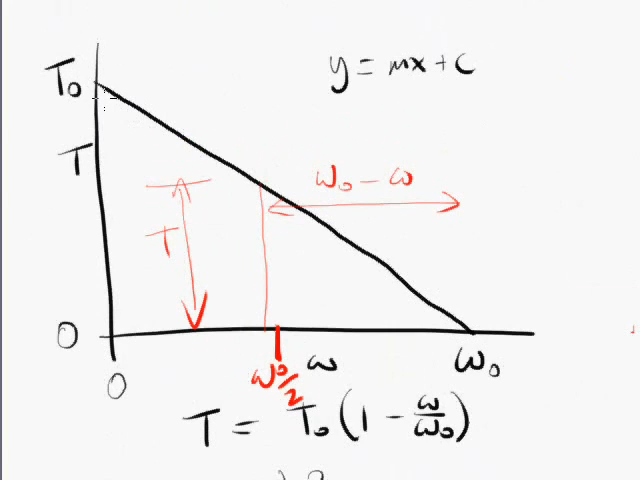 T₀
y = mx + c
T
ω₀ - ω
T
0
0
ω₀/2
ω
ω₀
T = T₀(1 - ω/ω₀)